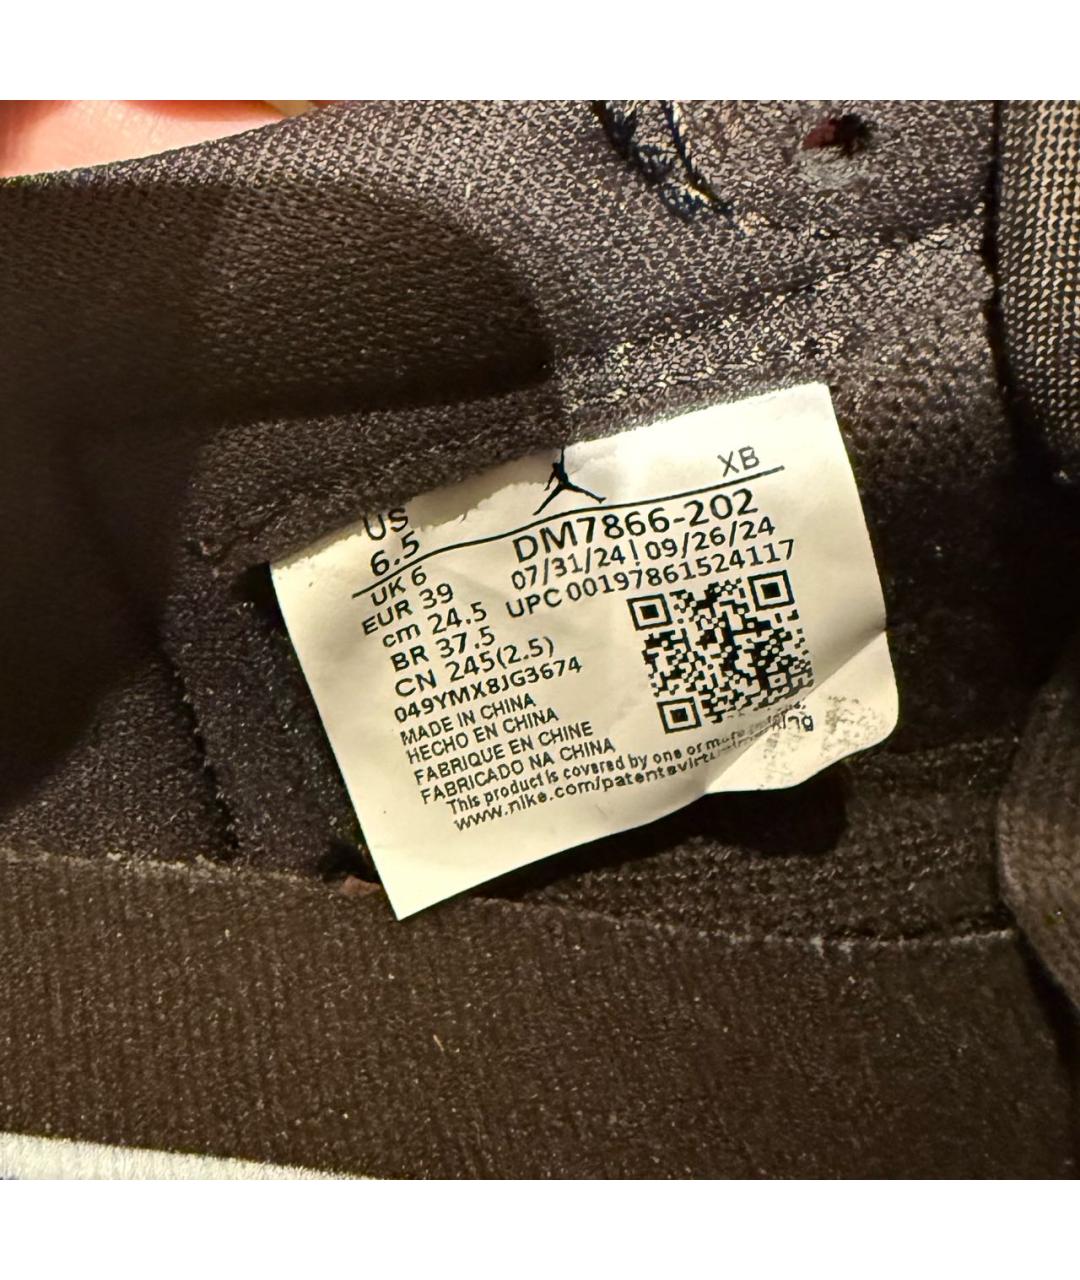 XB
US
6.5
UK 6
EUR 39
cm 24.5
BR 37.5
CN 245(2.5)
049YMX8JG3674
DM7866-202
07/31/24 | 09/26/24
UPC 00197861524117
MADE IN CHINA
HECHO EN CHINA
FABRIQUE EN CHINE
FABRICADO NA CHINA
This product is covered by one or more
www.nike.com/patents